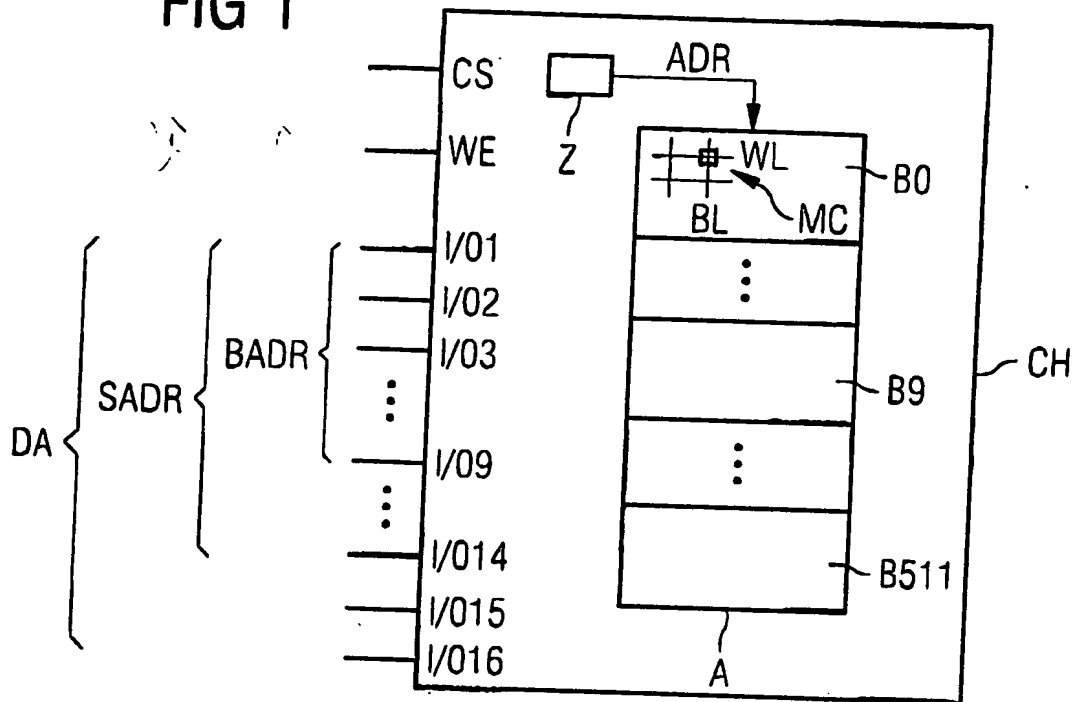 FIG 1
CS
ADR
WE
Z
WL
B0
BL
MC
I/01
I/02
BADR
I/03
CH
SADR
B9
DA
I/09
I/014
B511
I/015
A
I/016